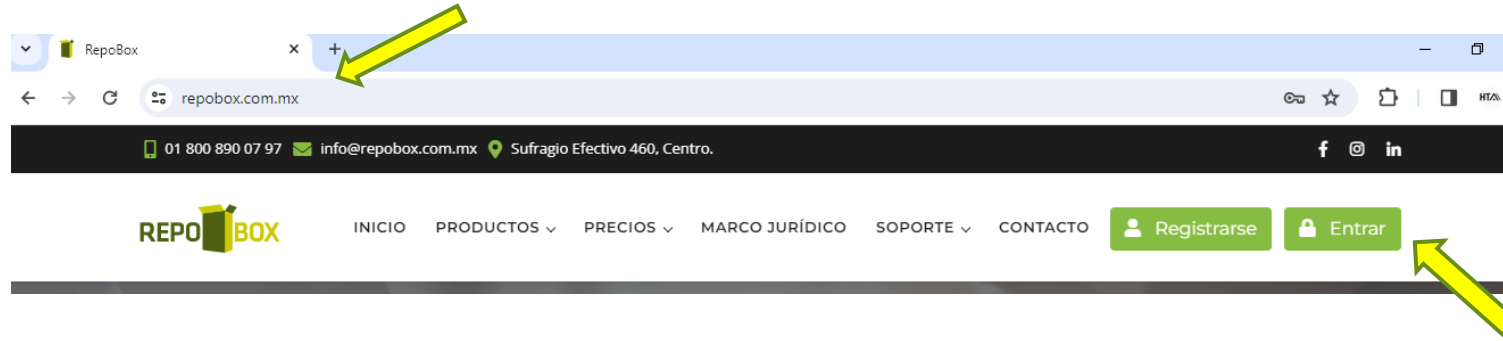 RepoBox
repobox.com.mx
01 800 890 07 97 info@repobox.com.mx Sufragio Efectivo 460, Centro.
REPO BOX INICIO PRODUCTOS PRECIOS MARCO JURÍDICO SOPORTE CONTACTO Registrarse Entrar